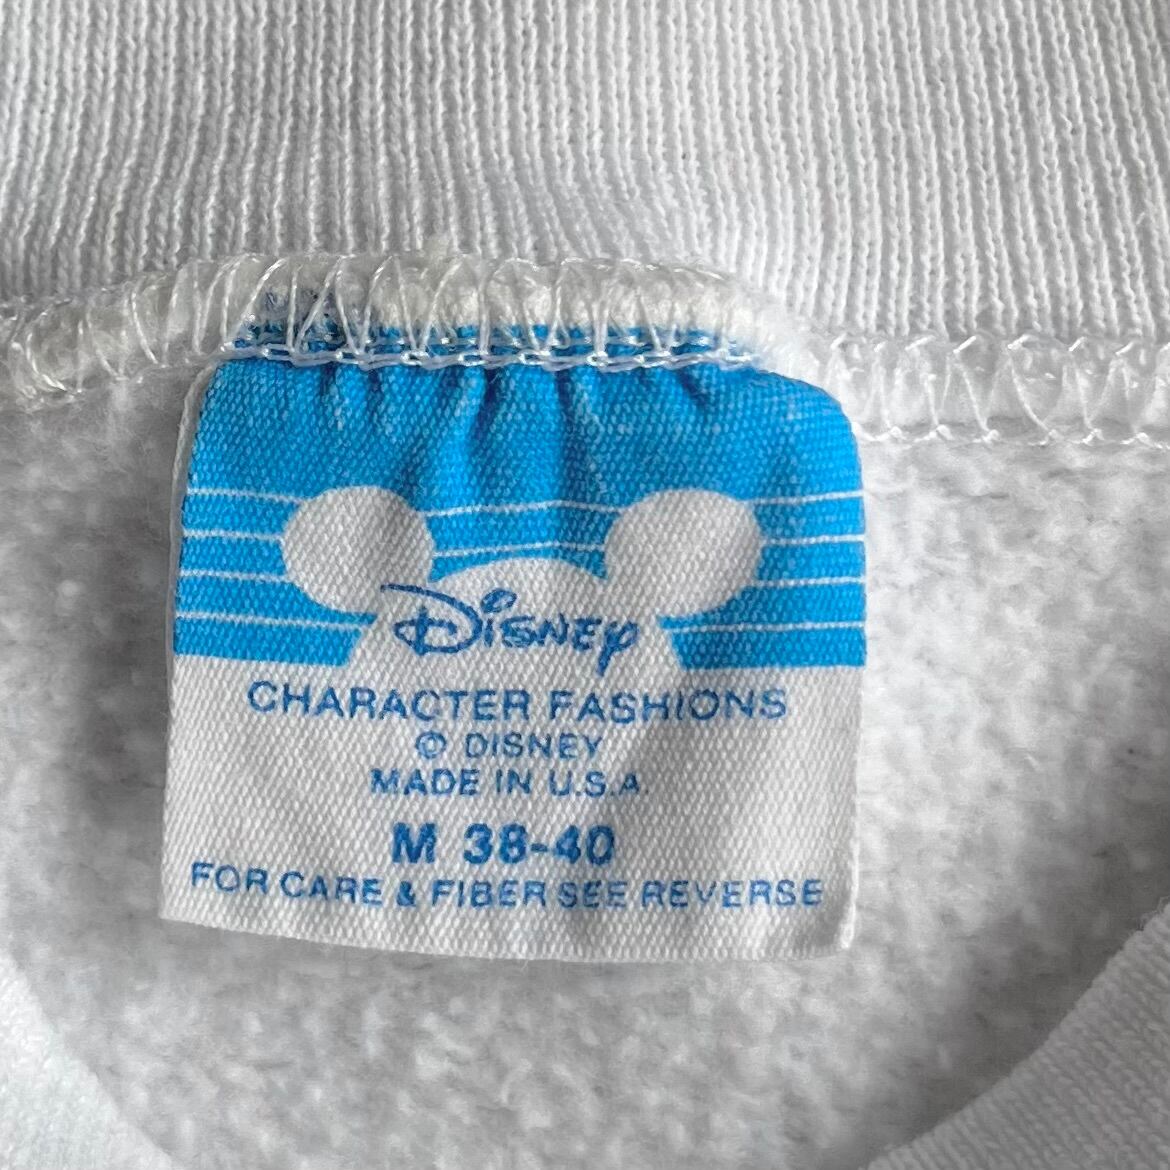 Disney
CHARACTER FASHIONS
© DISNEY
MADE IN U.S.A.
M 38-40
FOR CARE & FIBER SEE REVERSE